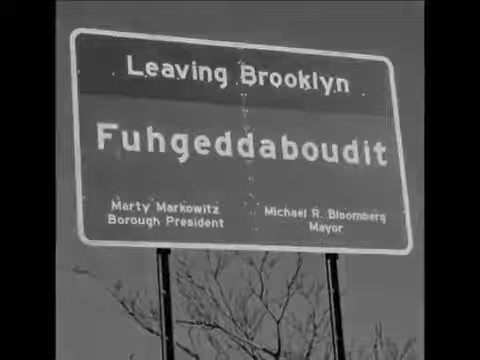 Leaving Brooklyn
Fuhgeddaboudit
Marty Markowitz
Borough President
Michael R. Bloomberg
Mayor